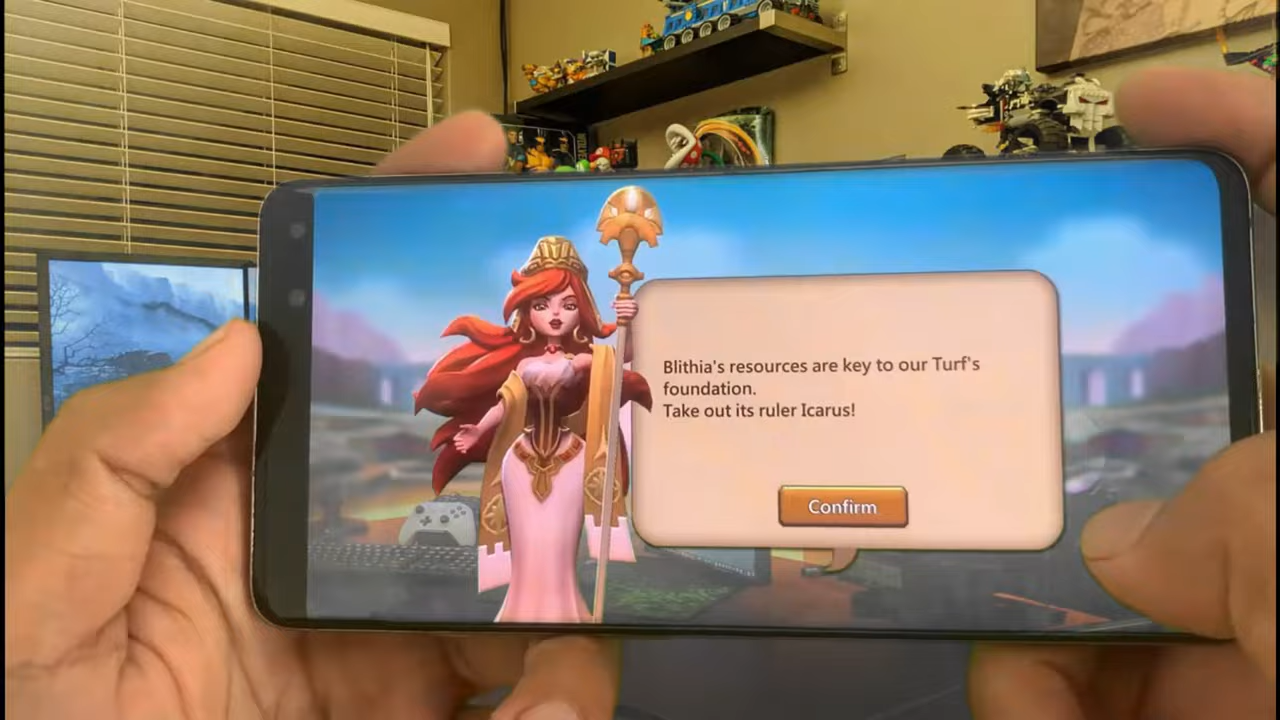 Blithia's resources are key to our Turf's
foundation.
Take out its ruler Icarus!
Confirm